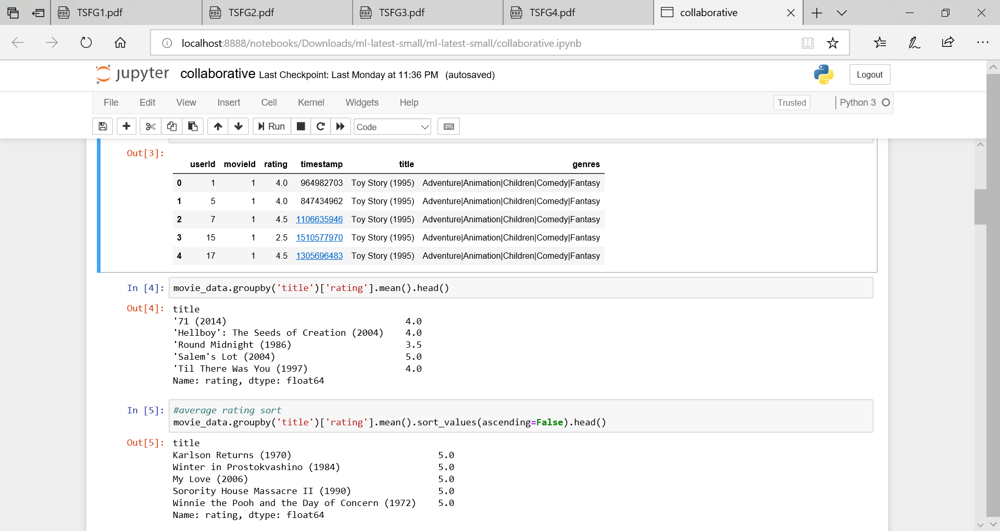 TSFG1.pdf TSFG2.pdf TSFG3.pdf TSFG4.pdf collaborative
localhost:8888/notebooks/Downloads/ml-latest-small/ml-latest-small/collaborative.ipynb
jupyter collaborative Last Checkpoint: Last Monday at 11:36 PM (autosaved) Logout
File Edit View Insert Cell Kernel Widgets Help Trusted Python 3
Run Code
Out[3]:
userId movieId rating timestamp title genres
0 1 1 4.0 964982703 Toy Story (1995) Adventure|Animation|Children|Comedy|Fantasy
1 5 1 4.0 847434962 Toy Story (1995) Adventure|Animation|Children|Comedy|Fantasy
2 7 1 4.5 1106635946 Toy Story (1995) Adventure|Animation|Children|Comedy|Fantasy
3 15 1 2.5 1510577970 Toy Story (1995) Adventure|Animation|Children|Comedy|Fantasy
4 17 1 4.5 1305696483 Toy Story (1995) Adventure|Animation|Children|Comedy|Fantasy
In [4]: movie_data.groupby('title')['rating'].mean().head()
Out[4]: title
'71 (2014) 4.0
'Hellboy': The Seeds of Creation (2004) 4.0
'Round Midnight (1986) 3.5
'Salem's Lot (2004) 5.0
'Til There Was You (1997) 4.0
Name: rating, dtype: float64
In [5]: #average rating sort
movie_data.groupby('title')['rating'].mean().sort_values(ascending=False).head()
Out[5]: title
Karlson Returns (1970) 5.0
Winter in Prostokvashino (1984) 5.0
My Love (2006) 5.0
Sorority House Massacre II (1990) 5.0
Winnie the Pooh and the Day of Concern (1972) 5.0
Name: rating, dtype: float64